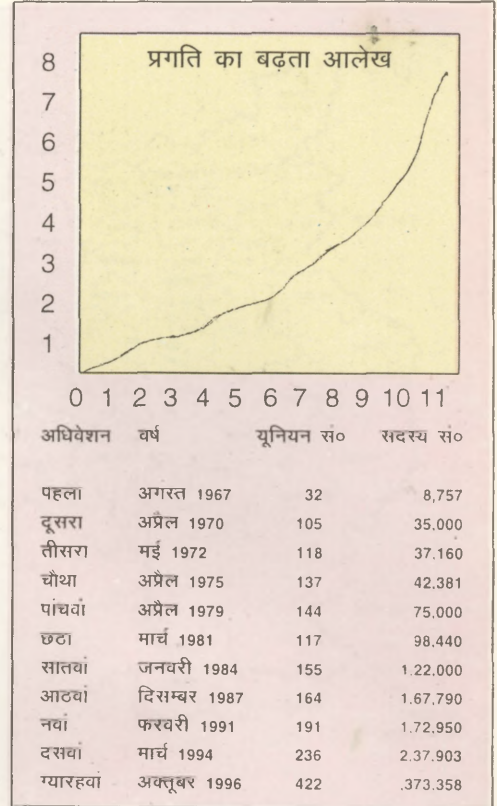 प्रगति का बढ़ता आलेख
8
7
6
5
4
3
2
1
0 1 2 3 4 5 6 7 8 9 10 11
अधिवेशन वर्ष यूनियन सं० सदस्य सं०
पहला अगस्त 1967 32 8,757
दूसरा अप्रैल 1970 105 35.000
तीसरा मई 1972 118 37.160
चौथा अप्रैल 1975 137 42,381
पांचवां अप्रैल 1979 144 75,000
छटा मार्च 1981 117 98,440
सातवां जनवरी 1984 155 1.22,000
आठवां दिसम्बर 1987 164 1.67,790
नवां फरवरी 1991 191 1.72,950
दसवां मार्च 1994 236 2.37.903
ग्यारहवां अक्तूबर 1996 422 .373.358